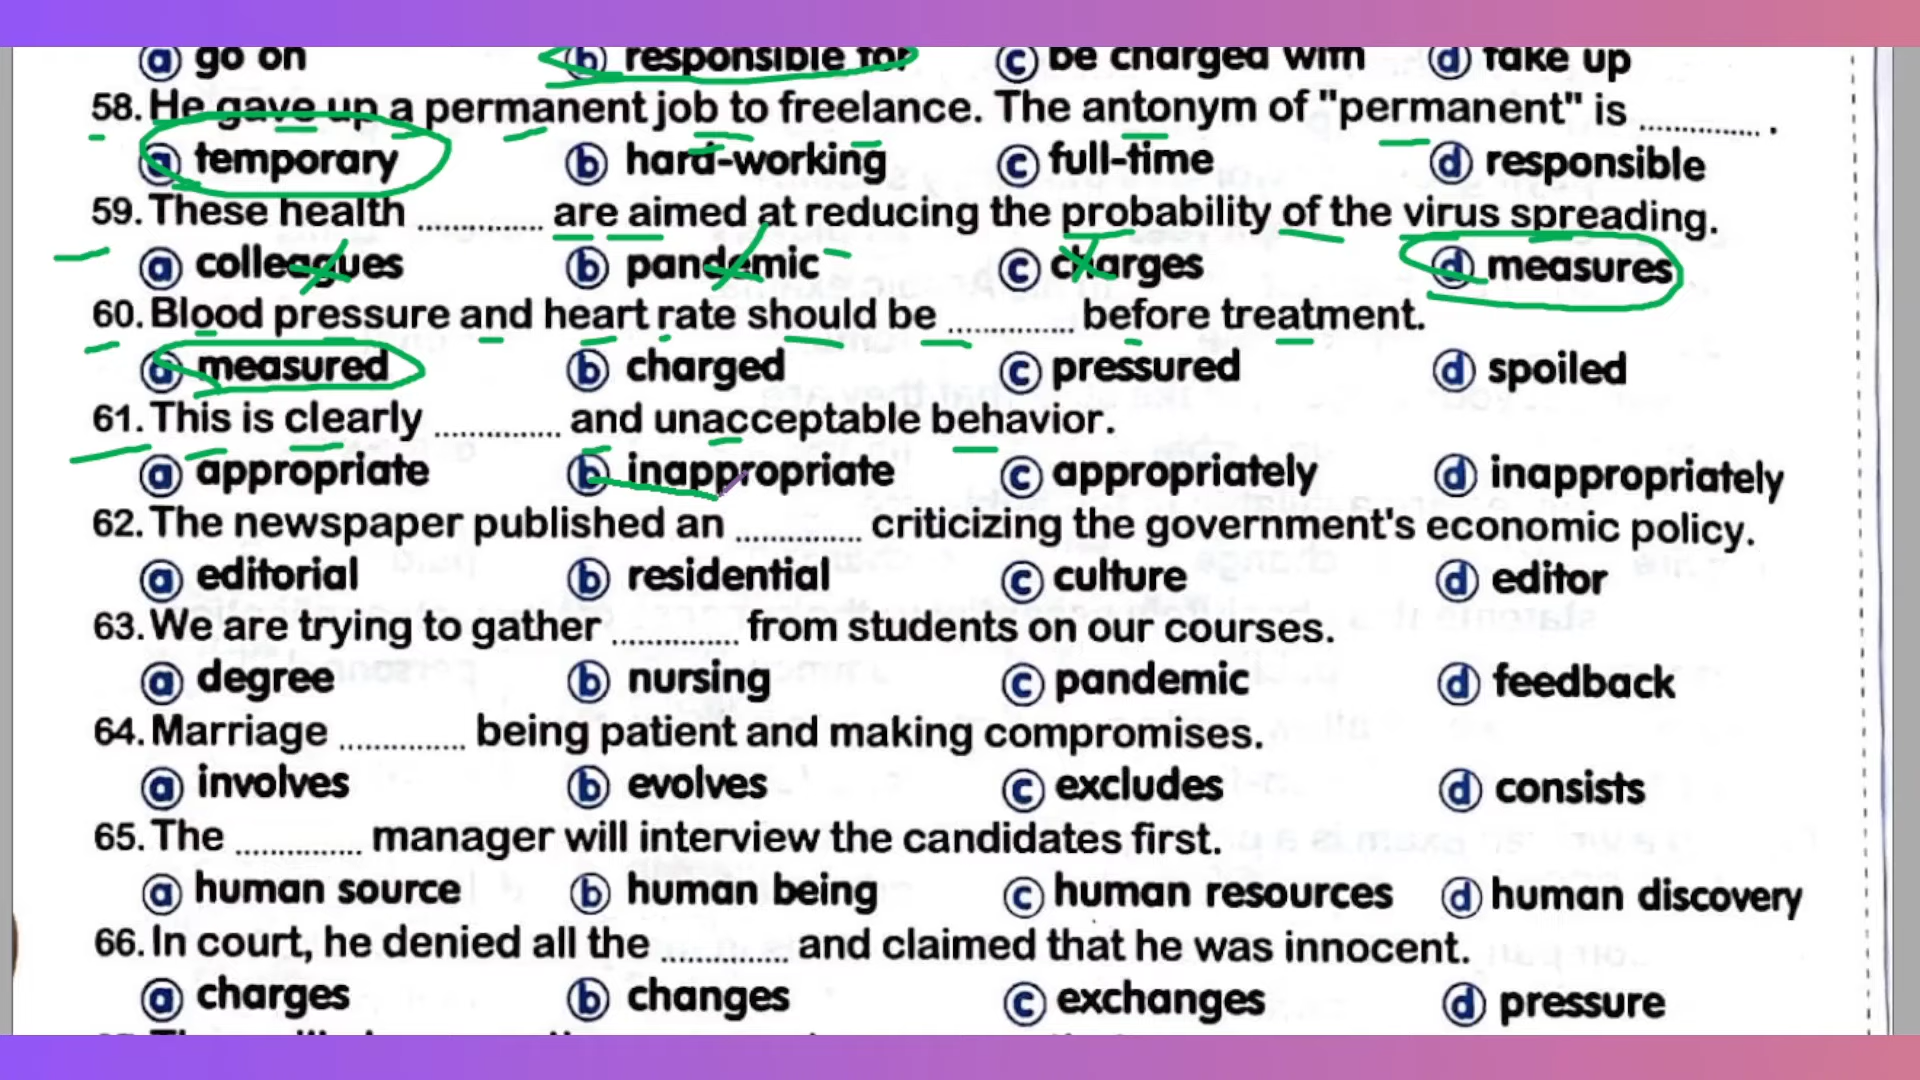 a go on b responsible for c be charged with d take up
58. He gave up a permanent job to freelance. The antonym of "permanent" is .............. .
a temporary b hard-working c full-time d responsible
59. These health .............. are aimed at reducing the probability of the virus spreading.
a colleagues b pandemic c charges d measures
60. Blood pressure and heart rate should be .............. before treatment.
a measured b charged c pressured d spoiled
61. This is clearly .............. and unacceptable behavior.
a appropriate b inappropriate c appropriately d inappropriately
62. The newspaper published an .............. criticizing the government's economic policy.
a editorial b residential c culture d editor
63. We are trying to gather .............. from students on our courses.
a degree b nursing c pandemic d feedback
64. Marriage .............. being patient and making compromises.
a involves b evolves c excludes d consists
65. The .............. manager will interview the candidates first.
a human source b human being c human resources d human discovery
66. In court, he denied all the .............. and claimed that he was innocent.
a charges b changes c exchanges d pressure